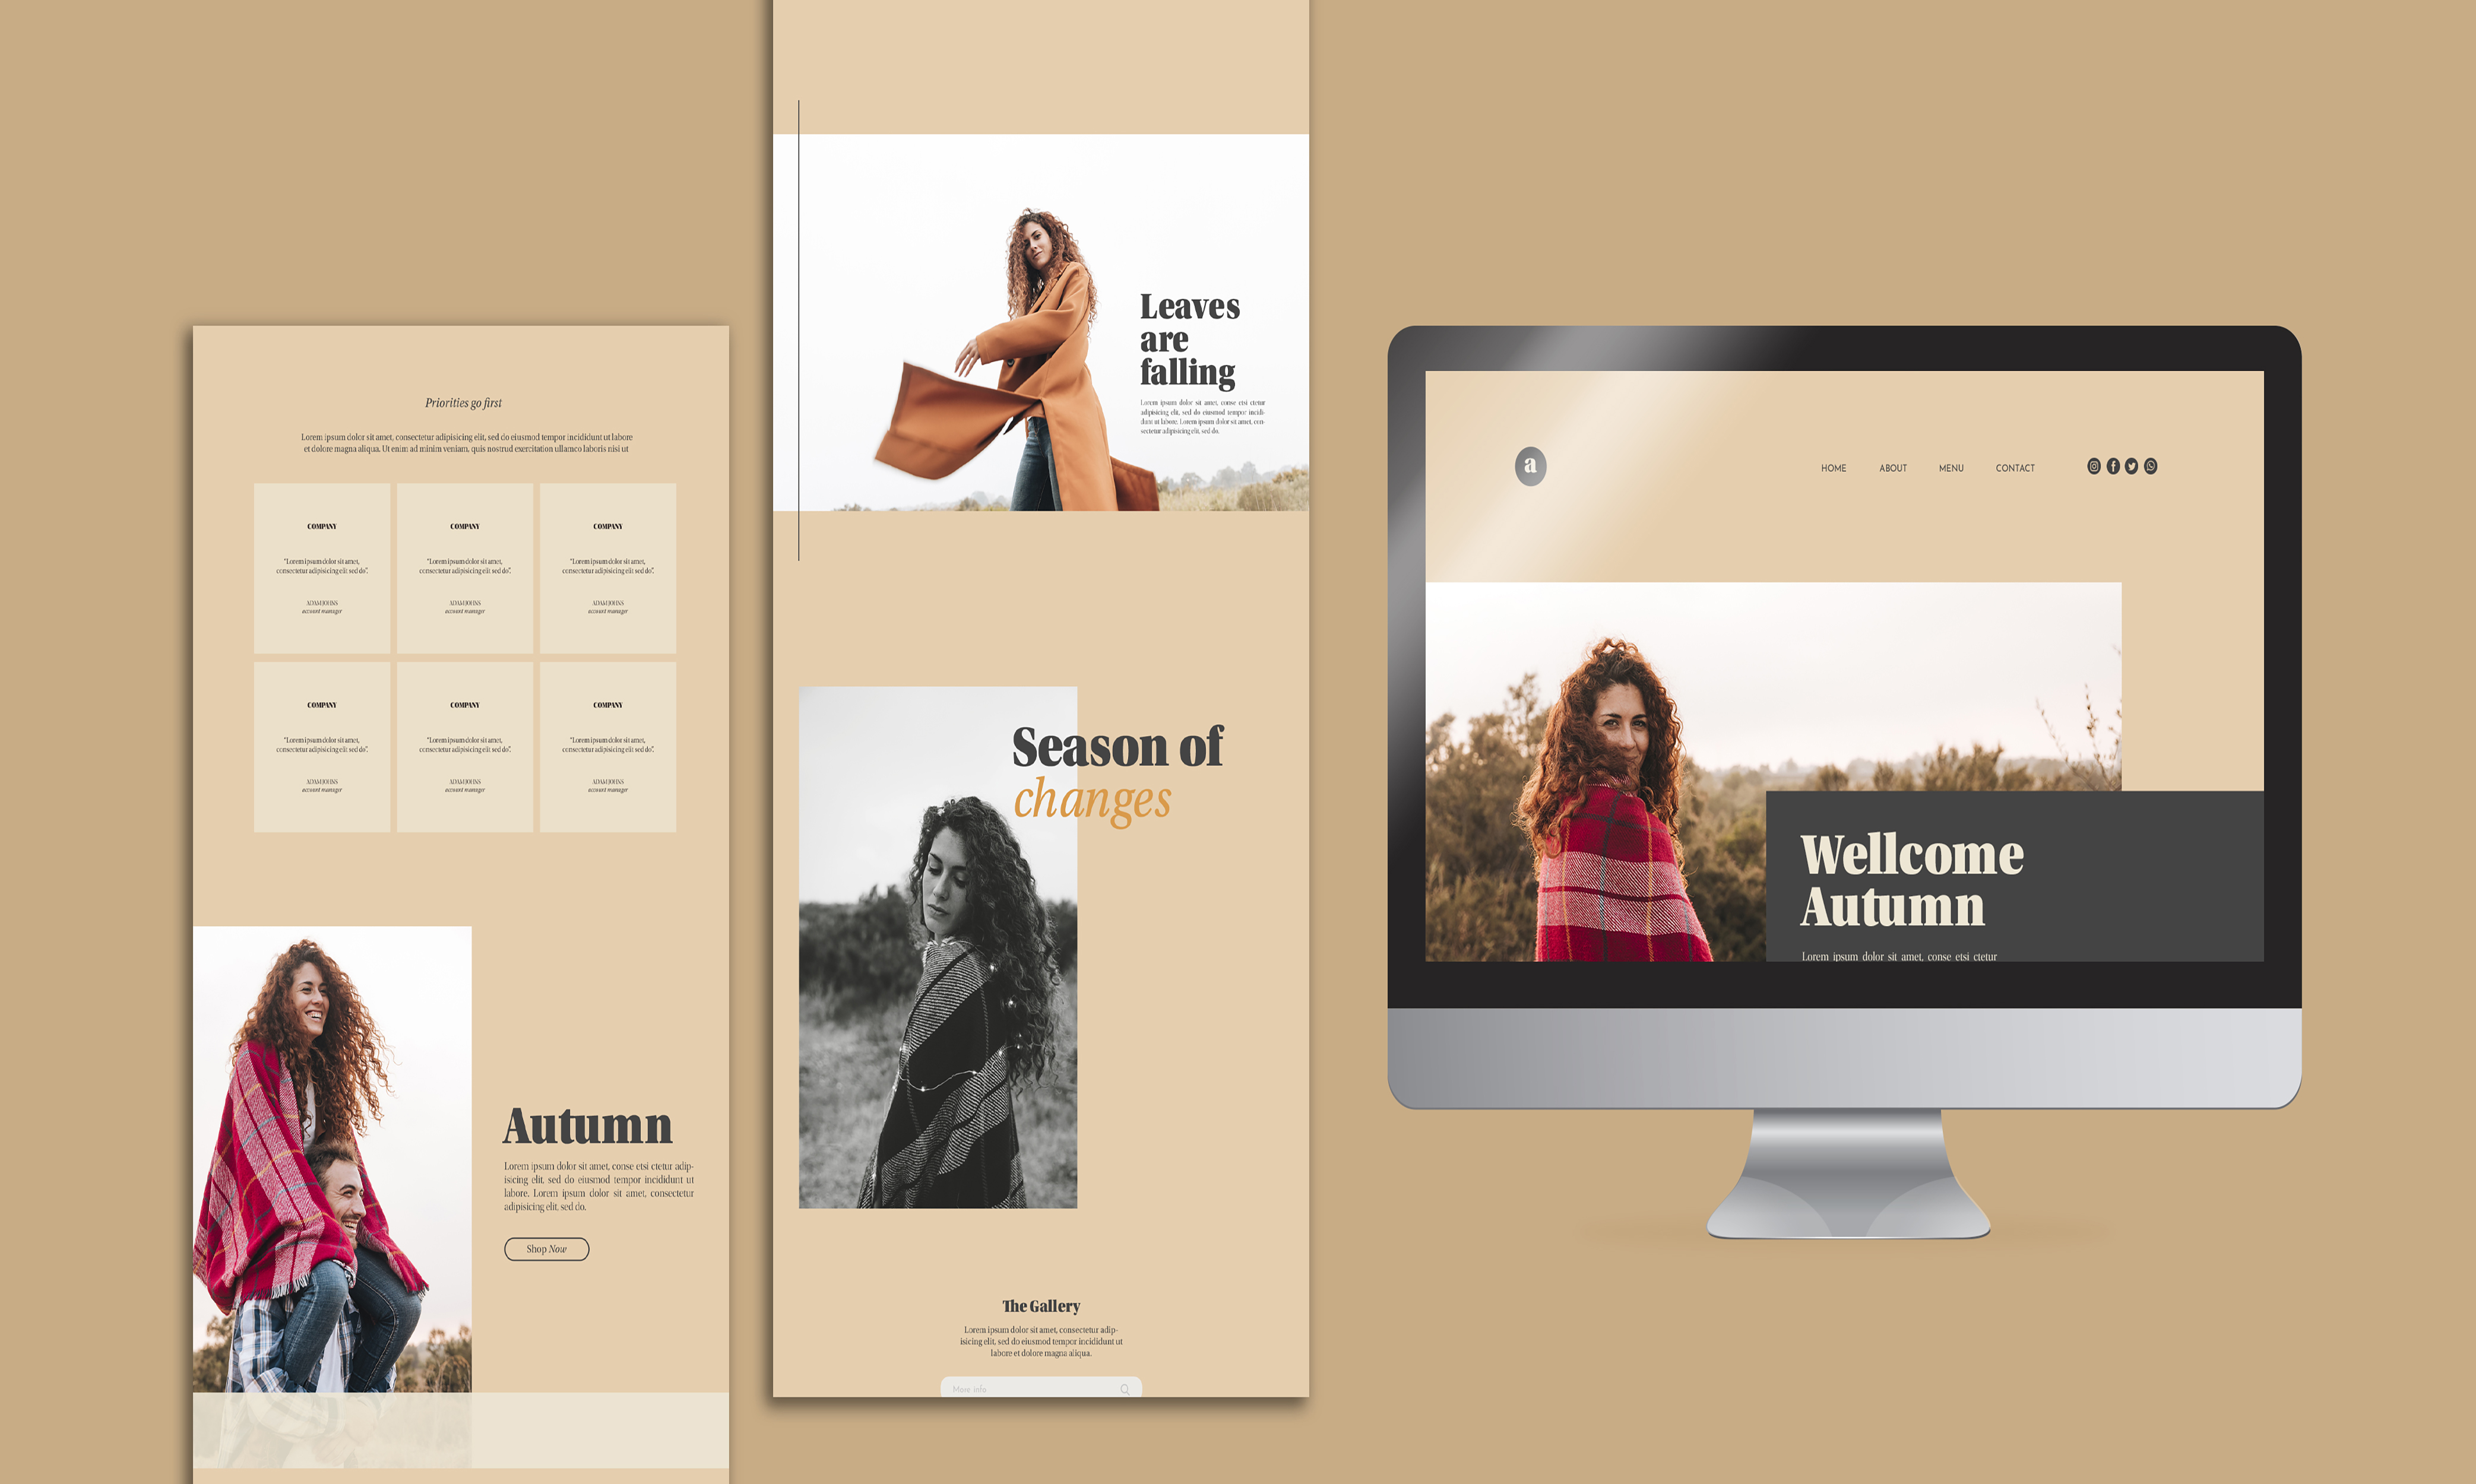 Priorities go first
Lorem ipsum dolor sit amet, consectetur adipisicing elit, sed do eiusmod tempor incididunt ut labore
et dolore magna aliqua. Ut enim ad minim veniam, quis nostrud exercitation ullamco laboris nisi ut
COMPANY
"Lorem ipsum dolor sit amet,
consectetur adipisicing elit sed do".
ADAM JOHNS
account manager
COMPANY
"Lorem ipsum dolor sit amet,
consectetur adipisicing elit sed do".
ADAM JOHNS
account manager
COMPANY
"Lorem ipsum dolor sit amet,
consectetur adipisicing elit sed do".
ADAM JOHNS
account manager
COMPANY
"Lorem ipsum dolor sit amet,
consectetur adipisicing elit sed do".
ADAM JOHNS
account manager
COMPANY
"Lorem ipsum dolor sit amet,
consectetur adipisicing elit sed do".
ADAM JOHNS
account manager
COMPANY
"Lorem ipsum dolor sit amet,
consectetur adipisicing elit sed do".
ADAM JOHNS
account manager
Autumn
Lorem ipsum dolor sit amet, conse etsi ctetur adip-
isicing elit, sed do eiusmod tempor incididunt ut
labore. Lorem ipsum dolor sit amet, consectetur
adipisicing elit, sed do.
Shop Now
Leaves
are
falling
Lorem ipsum dolor sit amet, conse etsi ctetur
adipisicing elit, sed do eiusmod tempor incidi-
dunt ut labore. Lorem ipsum dolor sit amet, con-
sectetur adipisicing elit, sed do.
Season of
changes
The Gallery
Lorem ipsum dolor sit amet, consectetur adip-
isicing elit, sed do eiusmod tempor incididunt ut
labore et dolore magna aliqua.
More info
a
HOME ABOUT MENU CONTACT
Wellcome
Autumn
Lorem ipsum dolor sit amet, conse etsi ctetur